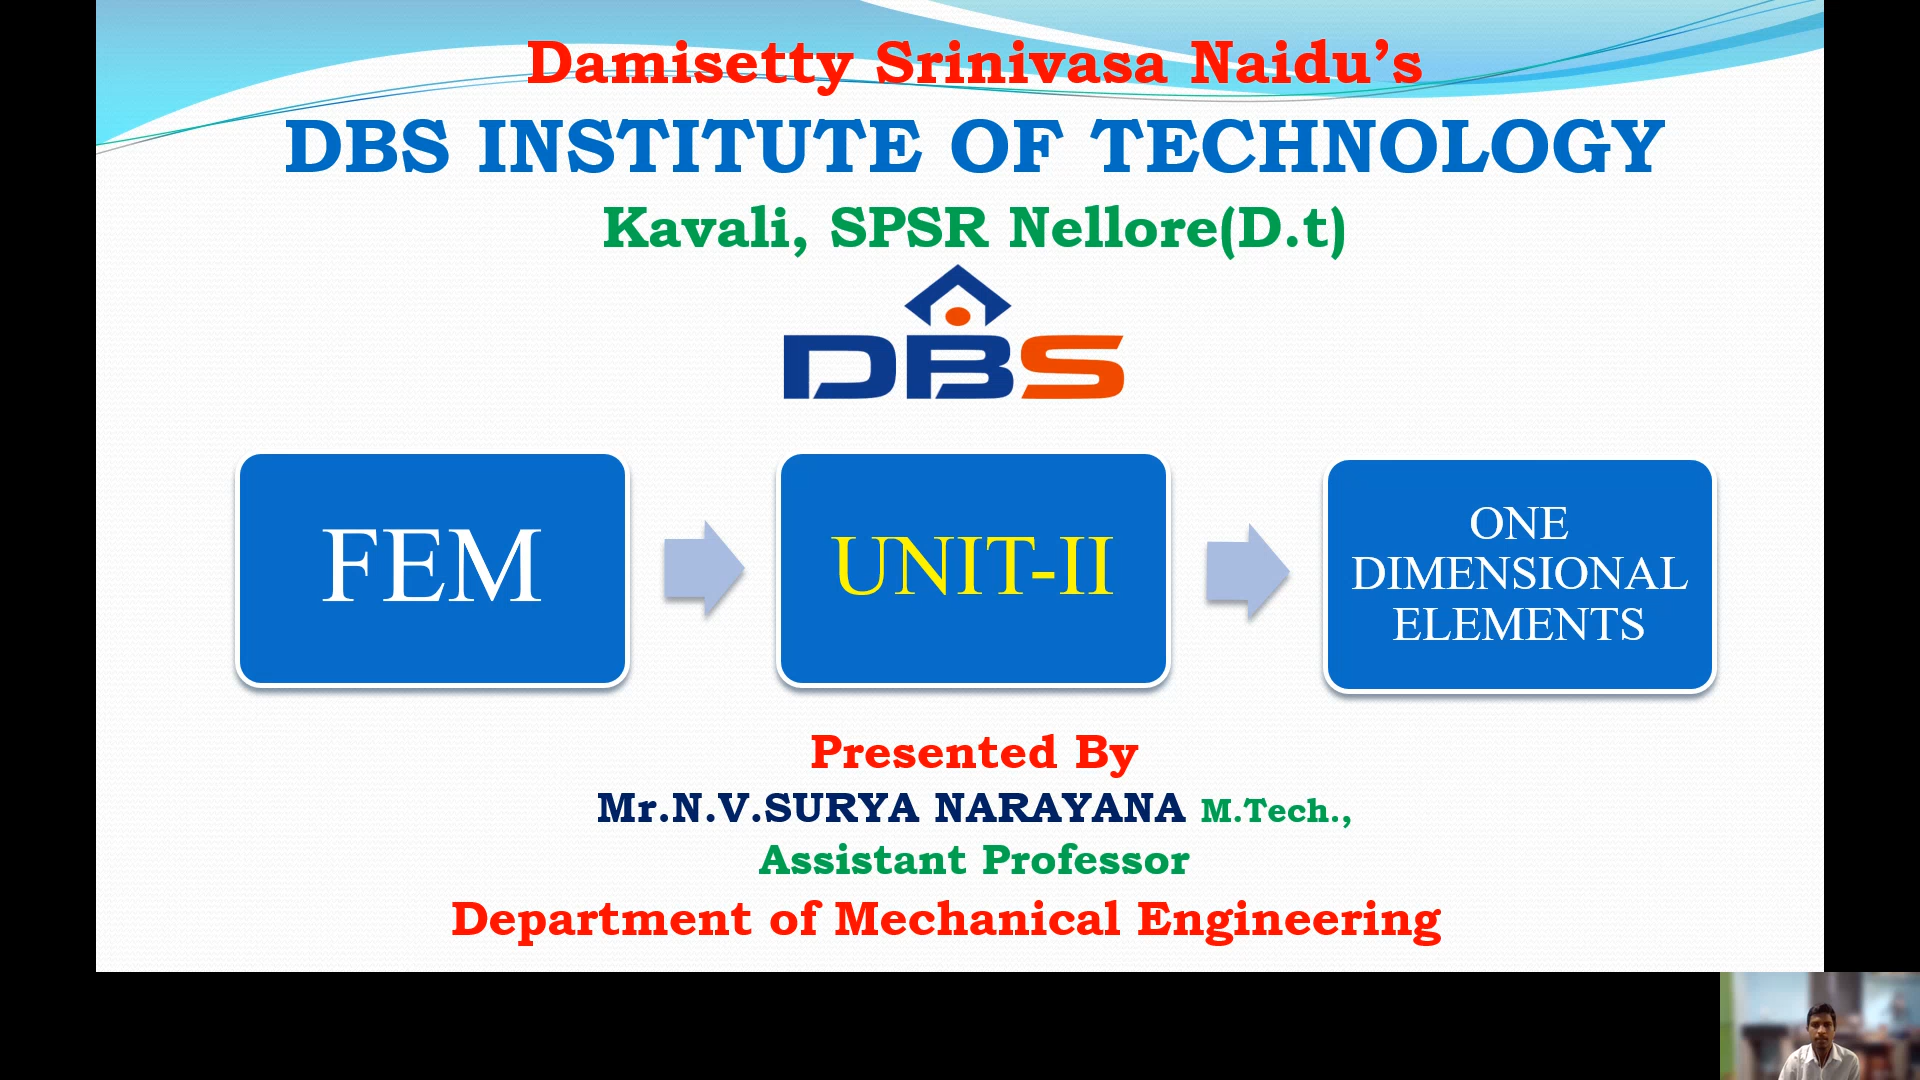 Damisetty Srinivasa Naidu’s
DBS INSTITUTE OF TECHNOLOGY
Kavali, SPSR Nellore(D.t)
DBS
FEM
UNIT-II
ONE
DIMENSIONAL
ELEMENTS
Presented By
Mr.N.V.SURYA NARAYANA M.Tech.,
Assistant Professor
Department of Mechanical Engineering